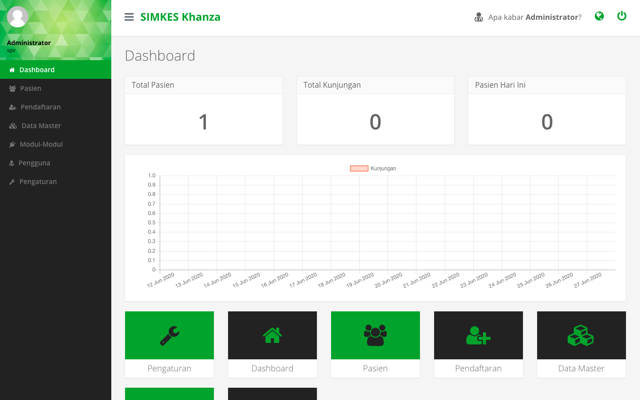 SIMKES Khanza
Apa kabar Administrator?
Administrator
Dashboard
Pasien
Pendaftaran
Data Master
Modul-Modul
Pengguna
Pengaturan
Dashboard
Total Pasien
1
Total Kunjungan
0
Pasien Hari Ini
0
Kunjungan
1.0
0.9
0.8
0.7
0.6
0.5
0.4
0.3
0.2
0.1
0
12 Jun 2020
13 Jun 2020
14 Jun 2020
15 Jun 2020
16 Jun 2020
17 Jun 2020
18 Jun 2020
19 Jun 2020
20 Jun 2020
21 Jun 2020
22 Jun 2020
23 Jun 2020
24 Jun 2020
25 Jun 2020
26 Jun 2020
27 Jun 2020
Pengaturan
Dashboard
Pasien
Pendaftaran
Data Master